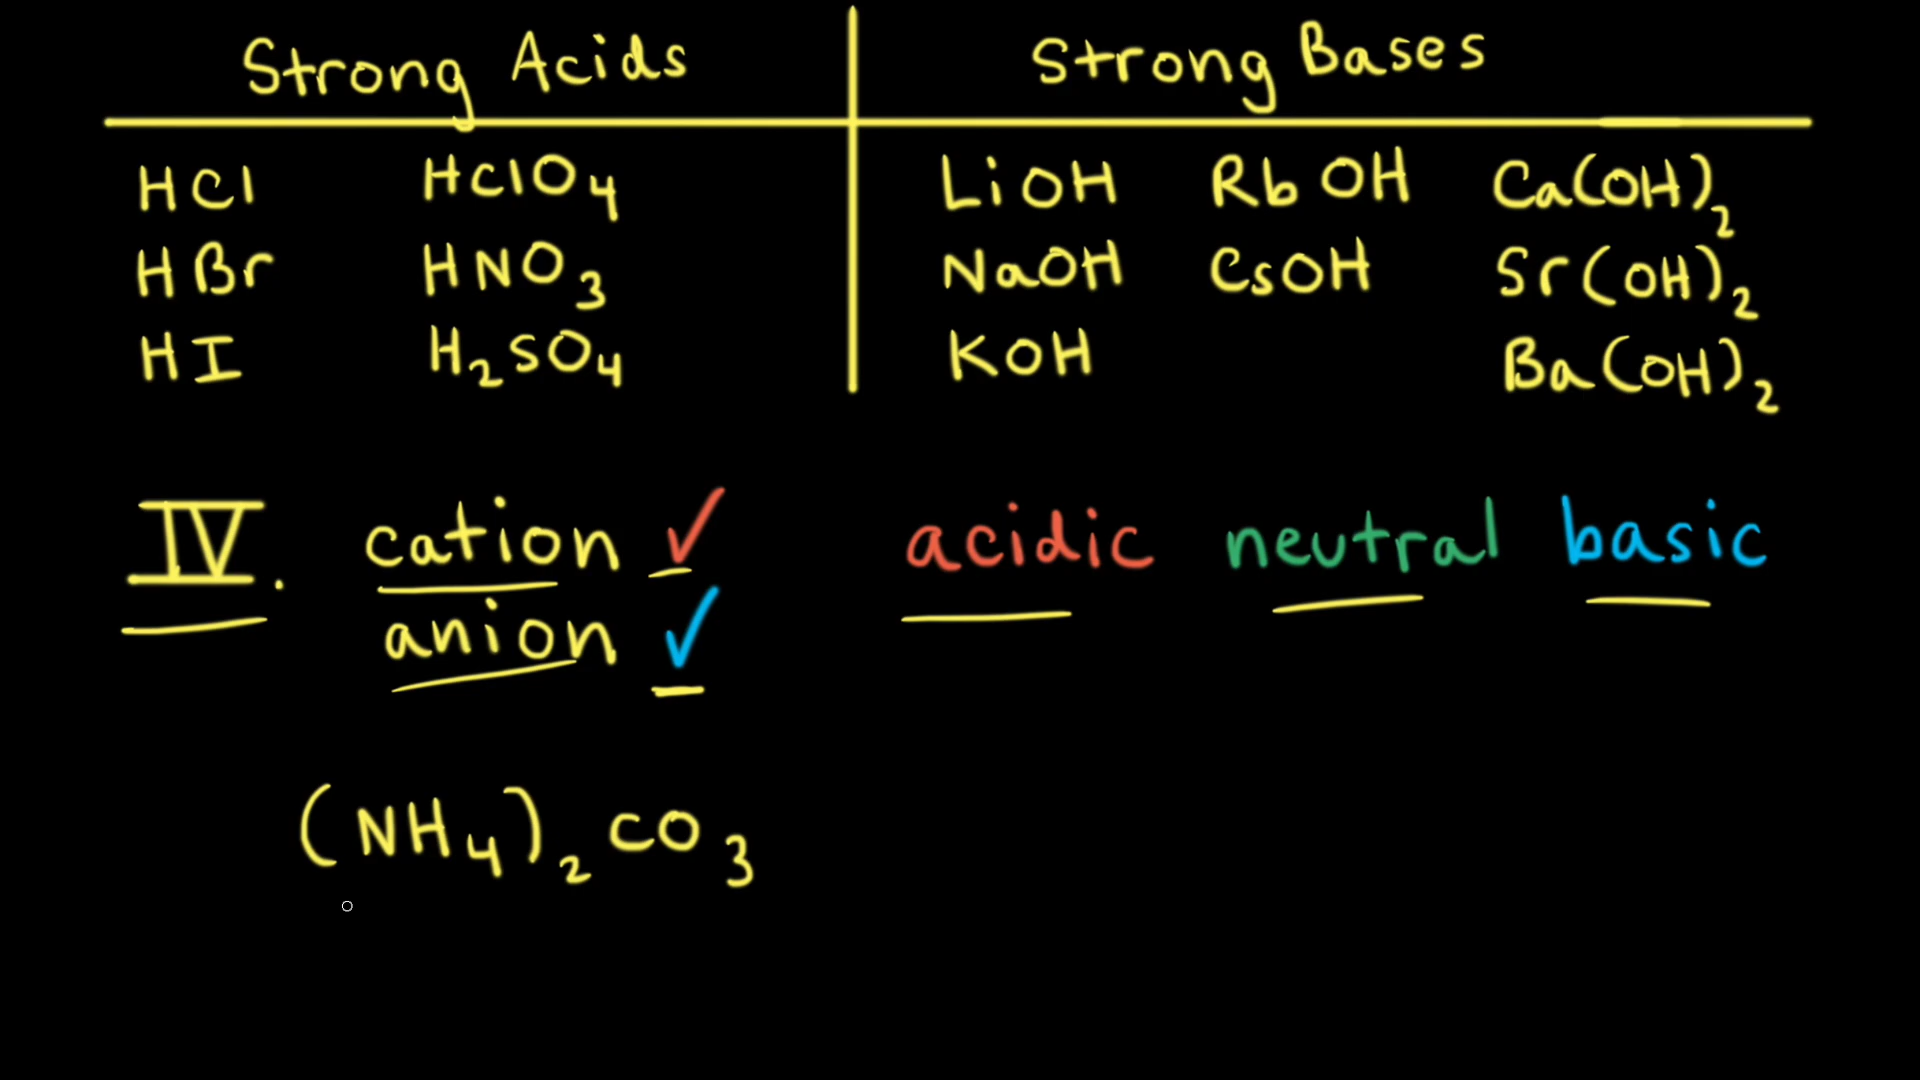 Strong Acids Strong Bases
HCl HClO4 LiOH RbOH Ca(OH)2
HBr HNO3 NaOH CsOH Sr(OH)2
HI H2SO4 KOH Ba(OH)2
IV. cation ✓ acidic neutral basic
anion ✓
(NH4)2CO3